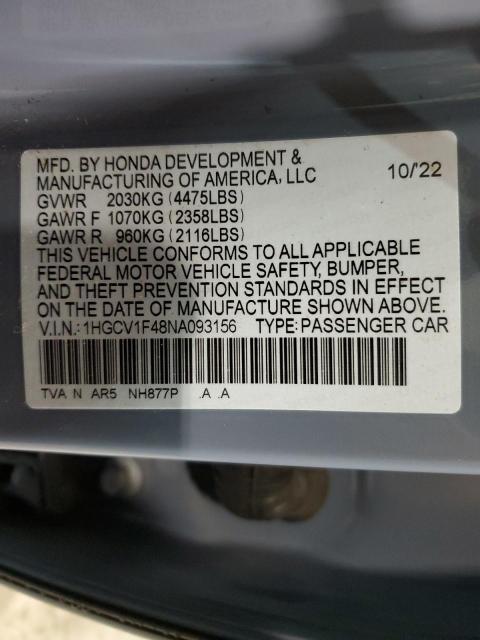 MFD. BY HONDA DEVELOPMENT &
MANUFACTURING OF AMERICA, LLC 10/'22
GVWR 2030KG (4475LBS)
GAWR F 1070KG (2358LBS)
GAWR R 960KG (2116LBS)
THIS VEHICLE CONFORMS TO ALL APPLICABLE
FEDERAL MOTOR VEHICLE SAFETY, BUMPER,
AND THEFT PREVENTION STANDARDS IN EFFECT
ON THE DATE OF MANUFACTURE SHOWN ABOVE.
V.I.N.: 1HGCV1F48NA093156 TYPE: PASSENGER CAR
TVA N AR5 NH877P .A .A